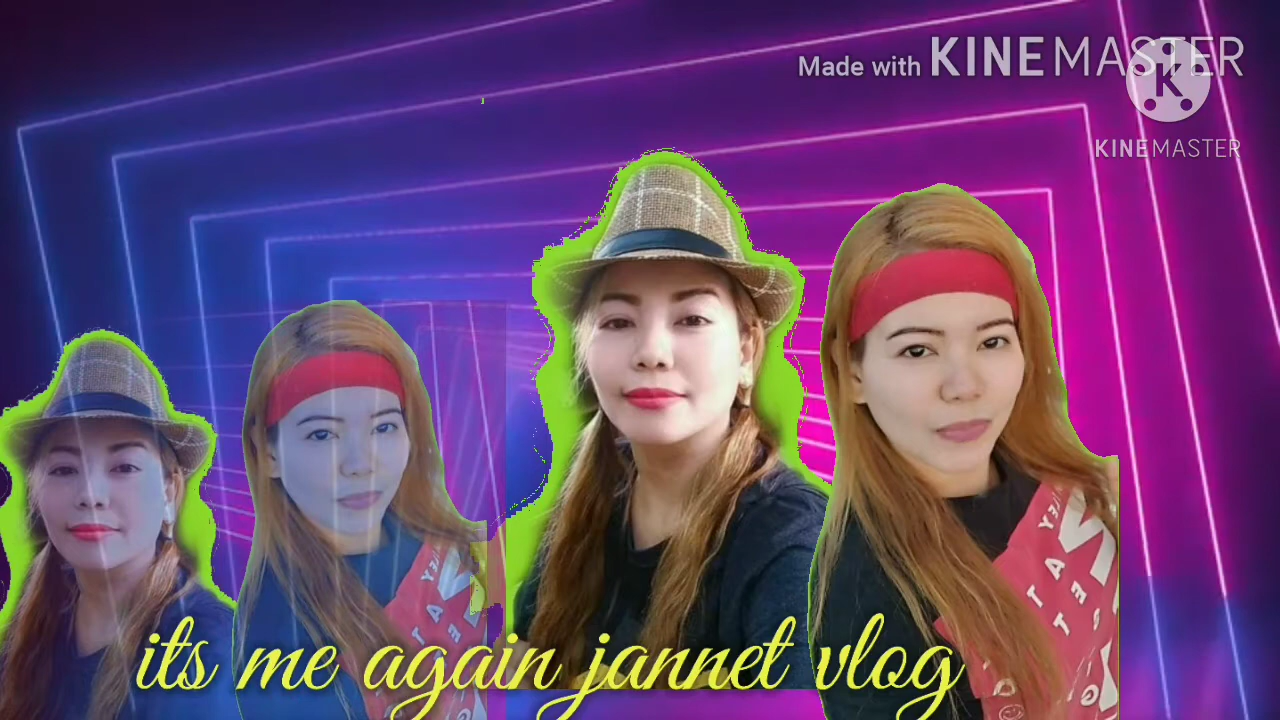 Made with KINEMASTER
K
KINEMASTER
its me again jannet vlog